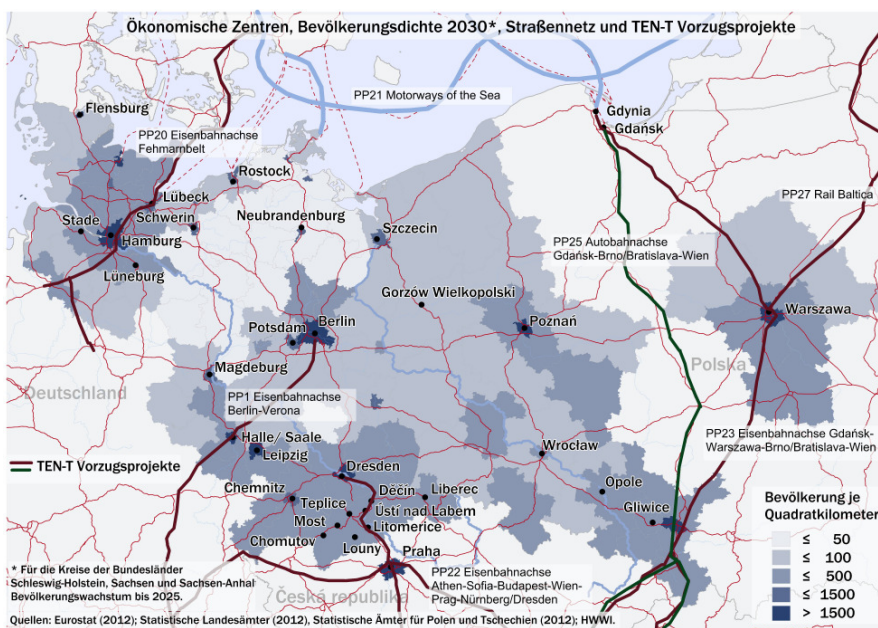 Ökonomische Zentren, Bevölkerungsdichte 2030*, Straßennetz und TEN-T Vorzugsprojekte
PP21 Motorways of the Sea
Flensburg
Gdynia
Gdańsk
PP20 Eisenbahnachse
Fehmarnbelt
Rostock
PP27 Rail Baltica
Lübeck
Stade
Schwerin
Neubrandenburg
Hamburg
Szczecin
PP25 Autobahnachse
Gdańsk-Brno/Bratislava-Wien
Lüneburg
Gorzów Wielkopolski
Warszawa
Berlin
Poznań
Potsdam
Magdeburg
Polska
Deutschland
PP1 Eisenbahnachse
Berlin-Verona
PP23 Eisenbahnachse Gdańsk-
Warszawa-Brno/Bratislava-Wien
Halle/ Saale
Wrocław
Leipzig
TEN-T Vorzugsprojekte
Dresden
Opole
Chemnitz
Děčín
Liberec
Teplice
Ústí nad Labem
Gliwice
Most
Litomerice
Chomutov
Louny
Praha
Bevölkerung je
Quadratkilometer
≤ 50
≤ 100
≤ 500
≤ 1500
> 1500
PP22 Eisenbahnachse
Athen-Sofia-Budapest-Wien-
Prag-Nürnberg/Dresden
Česká republika
* Für die Kreise der Bundesländer
Schleswig-Holstein, Sachsen und Sachsen-Anhal
Bevölkerungswachstum bis 2025.
Quellen: Eurostat (2012); Statistische Landesämter (2012), Statistische Ämter für Polen und Tschechien (2012); HWWI.